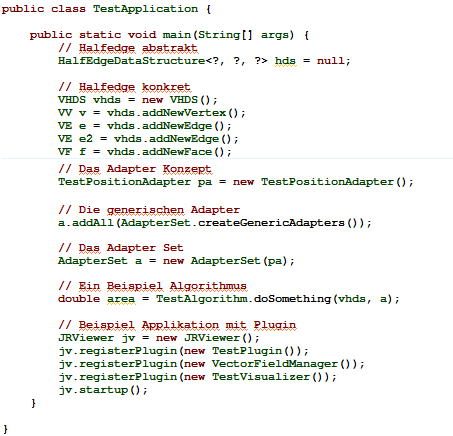 public class TestApplication {
public static void main(String[] args) {
// Halfedge abstrakt
HalfEdgeDataStructure<?, ?, ?> hds = null;
// Halfedge konkret
VHDS vhds = new VHDS();
VV v = vhds.addNewVertex();
VE e = vhds.addNewEdge();
VE e2 = vhds.addNewEdge();
VF f = vhds.addNewFace();
// Das Adapter Konzept
TestPositionAdapter pa = new TestPositionAdapter();
// Die generischen Adapter
a.addAll(AdapterSet.createGenericAdapters());
// Das Adapter Set
AdapterSet a = new AdapterSet(pa);
// Ein Beispiel Algorithmus
double area = TestAlgorithm.doSomething(vhds, a);
// Beispiel Applikation mit Plugin
JRViewer jv = new JRViewer();
jv.registerPlugin(new TestPlugin());
jv.registerPlugin(new VectorFieldManager());
jv.registerPlugin(new TestVisualizer());
jv.startup();
}
}